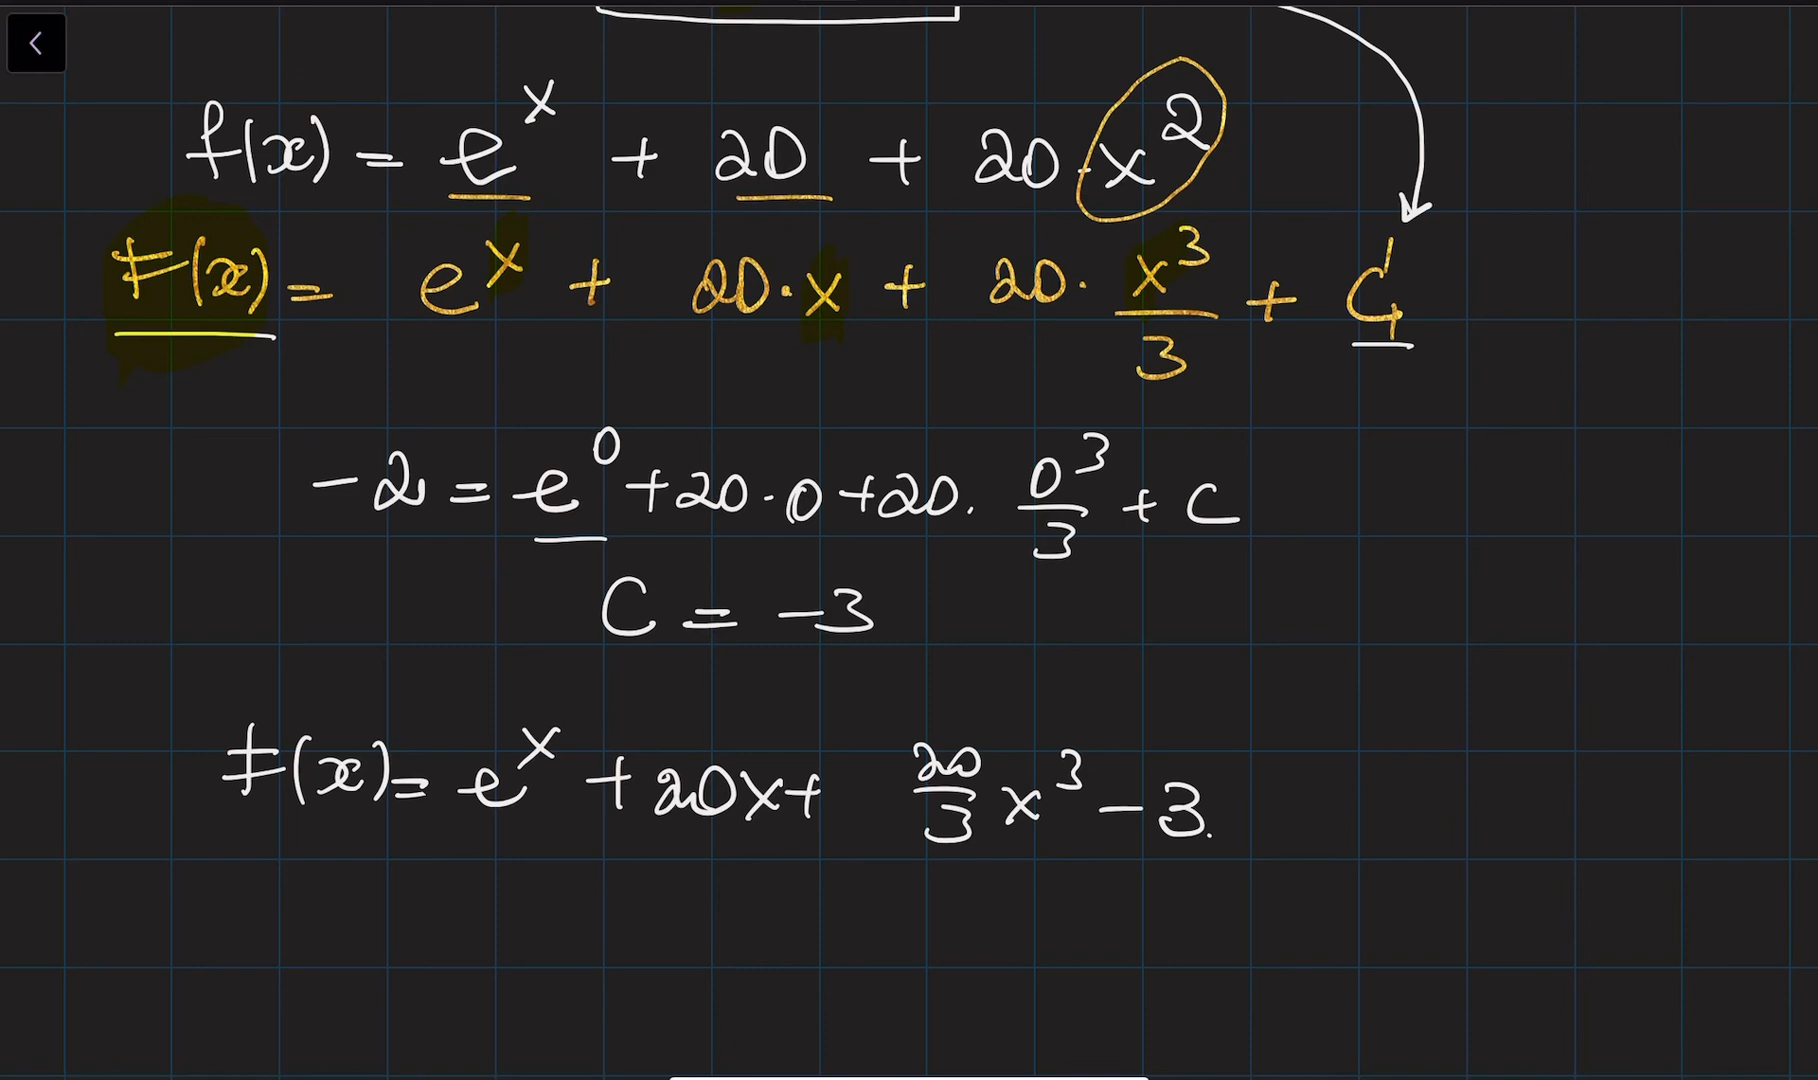 f(x) = e^x + 20 + 20·x^2
F(x) = e^x + 20·x + 20· x^3/3 + C
-2 = e^0 + 20·0 + 20· 0^3/3 + C
C = -3
F(x) = e^x + 20x + 20/3 x^3 - 3.